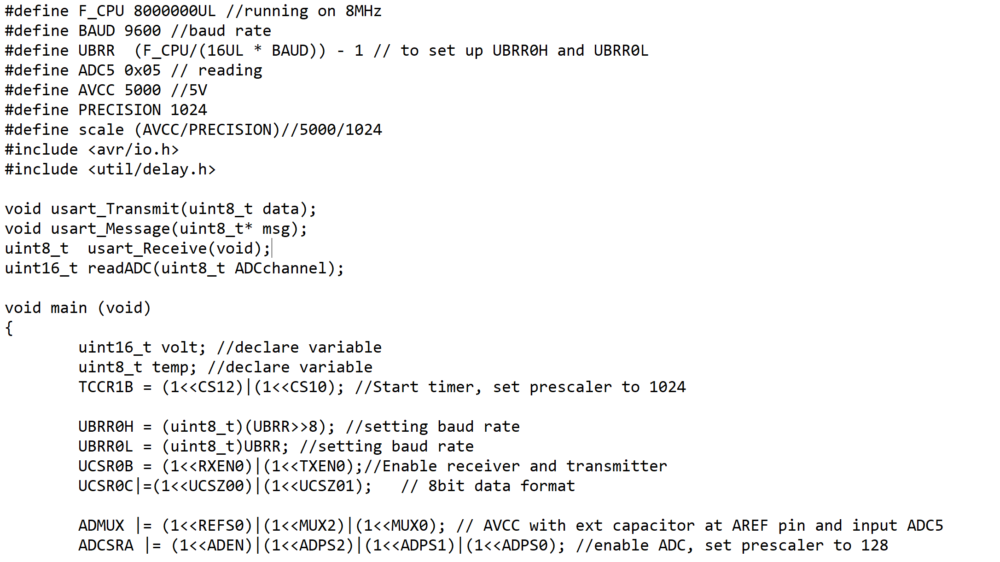 #define F_CPU 8000000UL //running on 8MHz
#define BAUD 9600 //baud rate
#define UBRR  (F_CPU/(16UL * BAUD)) - 1 // to set up UBRR0H and UBRR0L
#define ADC5 0x05 // reading
#define AVCC 5000 //5V
#define PRECISION 1024
#define scale (AVCC/PRECISION)//5000/1024
#include <avr/io.h>
#include <util/delay.h>

void usart_Transmit(uint8_t data);
void usart_Message(uint8_t* msg);
uint8_t  usart_Receive(void);
uint16_t readADC(uint8_t ADCchannel);

void main (void)
{
        uint16_t volt; //declare variable
        uint8_t temp; //declare variable
        TCCR1B = (1<<CS12)|(1<<CS10); //Start timer, set prescaler to 1024

        UBRR0H = (uint8_t)(UBRR>>8); //setting baud rate
        UBRR0L = (uint8_t)UBRR; //setting baud rate
        UCSR0B = (1<<RXEN0)|(1<<TXEN0);//Enable receiver and transmitter
        UCSR0C|=(1<<UCSZ00)|(1<<UCSZ01);   // 8bit data format

        ADMUX |= (1<<REFS0)|(1<<MUX2)|(1<<MUX0); // AVCC with ext capacitor at AREF pin and input ADC5
        ADCSRA |= (1<<ADEN)|(1<<ADPS2)|(1<<ADPS1)|(1<<ADPS0); //enable ADC, set prescaler to 128